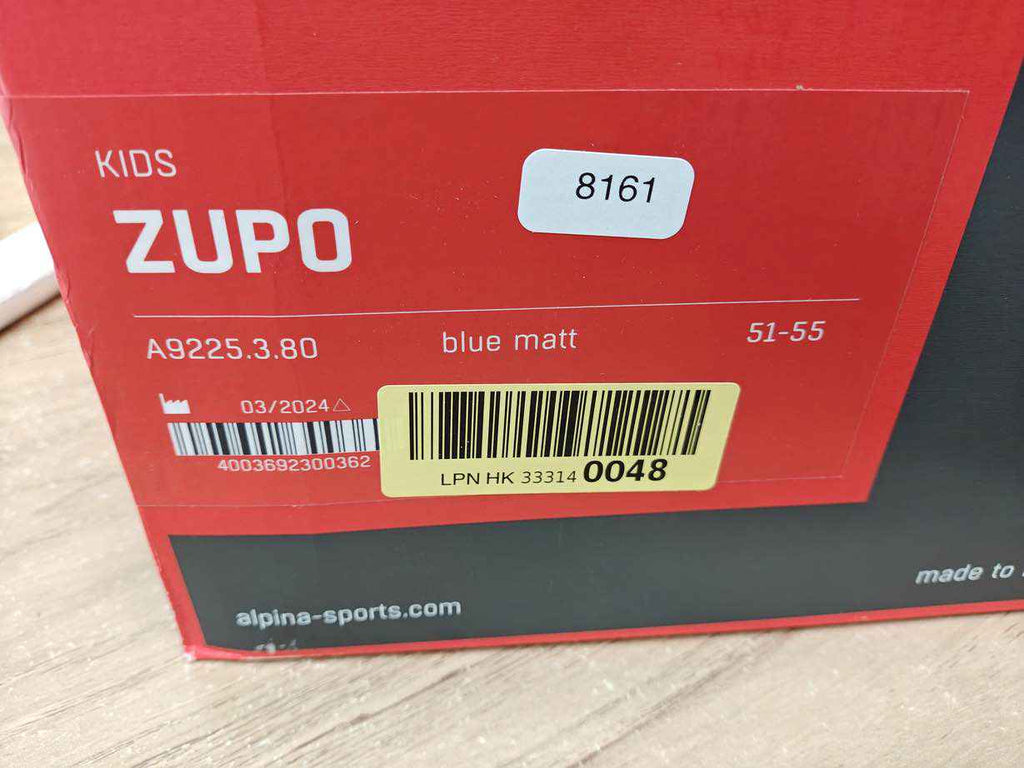 KIDS
ZUPO
8161
A9225.3.80 blue matt 51-55
03/2024
4003692300362
LPN HK 33314 0048
alpina-sports.com
made to